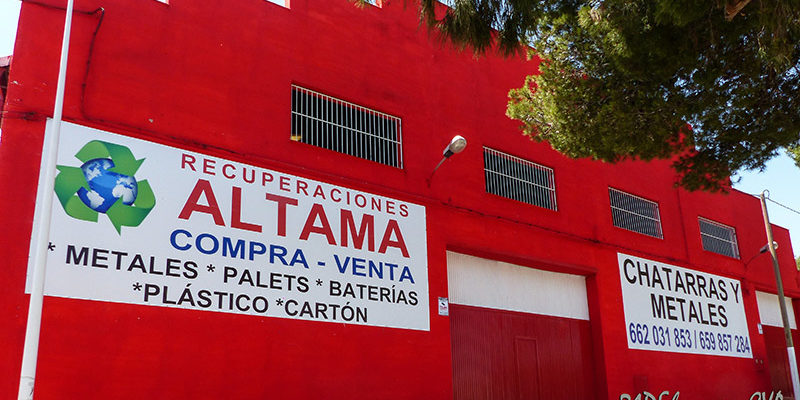 RECUPERACIONES
ALTAMA
COMPRA - VENTA
* METALES * PALETS * BATERÍAS
*PLÁSTICO *CARTÓN
CHATARRAS Y
METALES
662 031 853 / 659 857 284